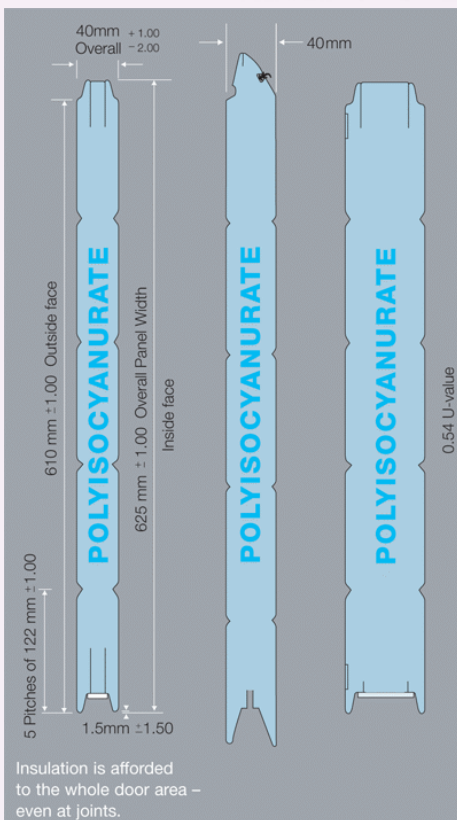 40mm + 1.00
Overall - 2.00
40mm
610 mm ±1.00 Outside face
POLYISOCYANURATE
625 mm ±1.00 Overall Panel Width
Inside face
POLYISOCYANURATE
POLYISOCYANURATE
0.54 U-value
5 Pitches of 122 mm ±1.00
1.5mm ±1.50
Insulation is afforded
to the whole door area –
even at joints.